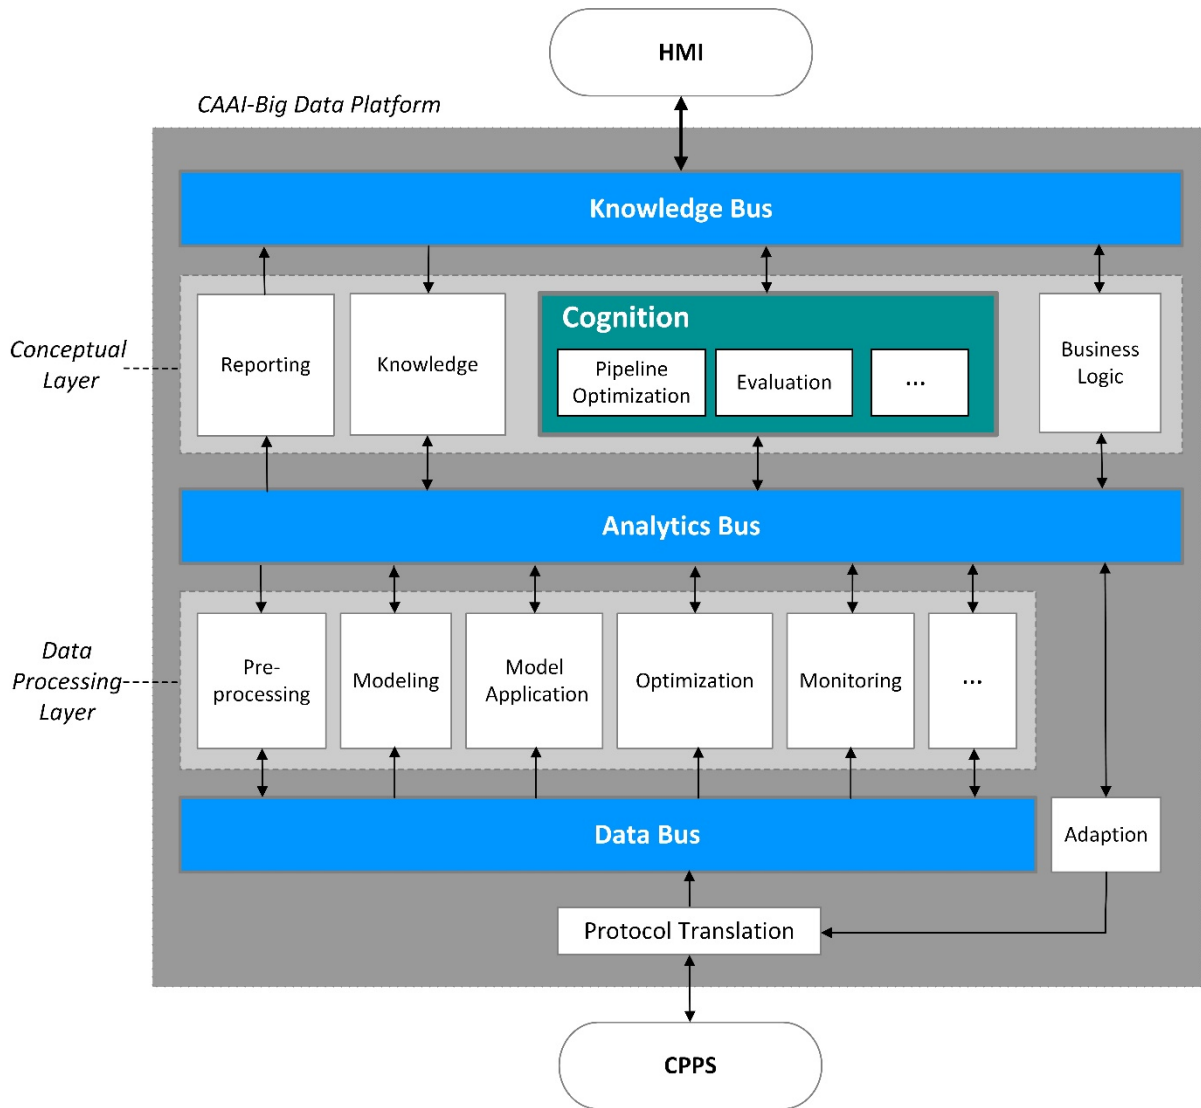 HMI
CAAI-Big Data Platform
Knowledge Bus
Conceptual
Layer
Reporting
Knowledge
Cognition
Pipeline
Optimization
Evaluation
...
Business
Logic
Analytics Bus
Data
Processing
Layer
Pre-
processing
Modeling
Model
Application
Optimization
Monitoring
...
Data Bus
Adaption
Protocol Translation
CPPS